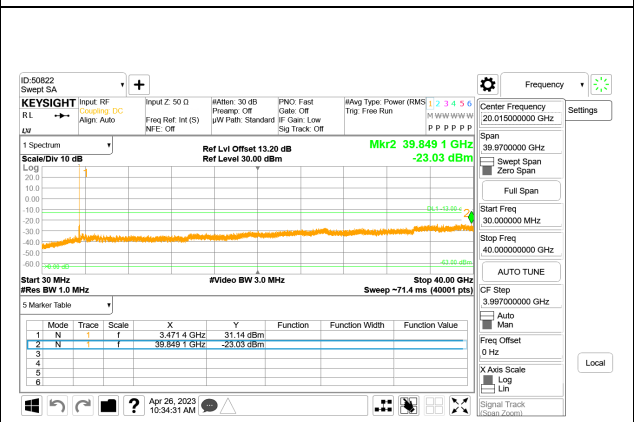 ID:50822
Swept SA
+
Frequency
KEYSIGHT
RL
LXI
Input: RF
Coupling: DC
Align: Auto
Input Z: 50 Ω
Freq Ref: Int (S)
NFE: Off
#Atten: 30 dB
Preamp: Off
µW Path: Standard
PNO: Fast
Gate: Off
IF Gain: Low
Sig Track: Off
#Avg Type: Power (RMS
Trig: Free Run
1 2 3 4 5 6
M W W W W W
P P P P P P
1 Spectrum
Scale/Div 10 dB
Ref Lvl Offset 13.20 dB
Ref Level 30.00 dBm
Mkr2 39.849 1 GHz
-23.03 dBm
Log
20.0
10.0
0.00
-10.0
-20.0
-30.0
-40.0
-50.0
-60.0
1
2
Start 30 MHz
#Res BW 1.0 MHz
#Video BW 3.0 MHz
Stop 40.00 GHz
Sweep ~71.4 ms (40001 pts)
5 Marker Table
Mode Trace Scale X Y Function Function Width Function Value
1 N 1 f 3.471 4 GHz 31.14 dBm
2 N 1 f 39.849 1 GHz -23.03 dBm
3
4
5
6
Center Frequency
20.015000000 GHz
Settings
Span
39.9700000 GHz
Swept Span
Zero Span
Full Span
Start Freq
30.000000 MHz
Stop Freq
40.000000000 GHz
AUTO TUNE
CF Step
3.997000000 GHz
Auto
Man
Freq Offset
0 Hz
X Axis Scale
Log
Lin
Signal Track
(Span Zoom)
Local
?
Apr 26, 2023
10:34:31 AM